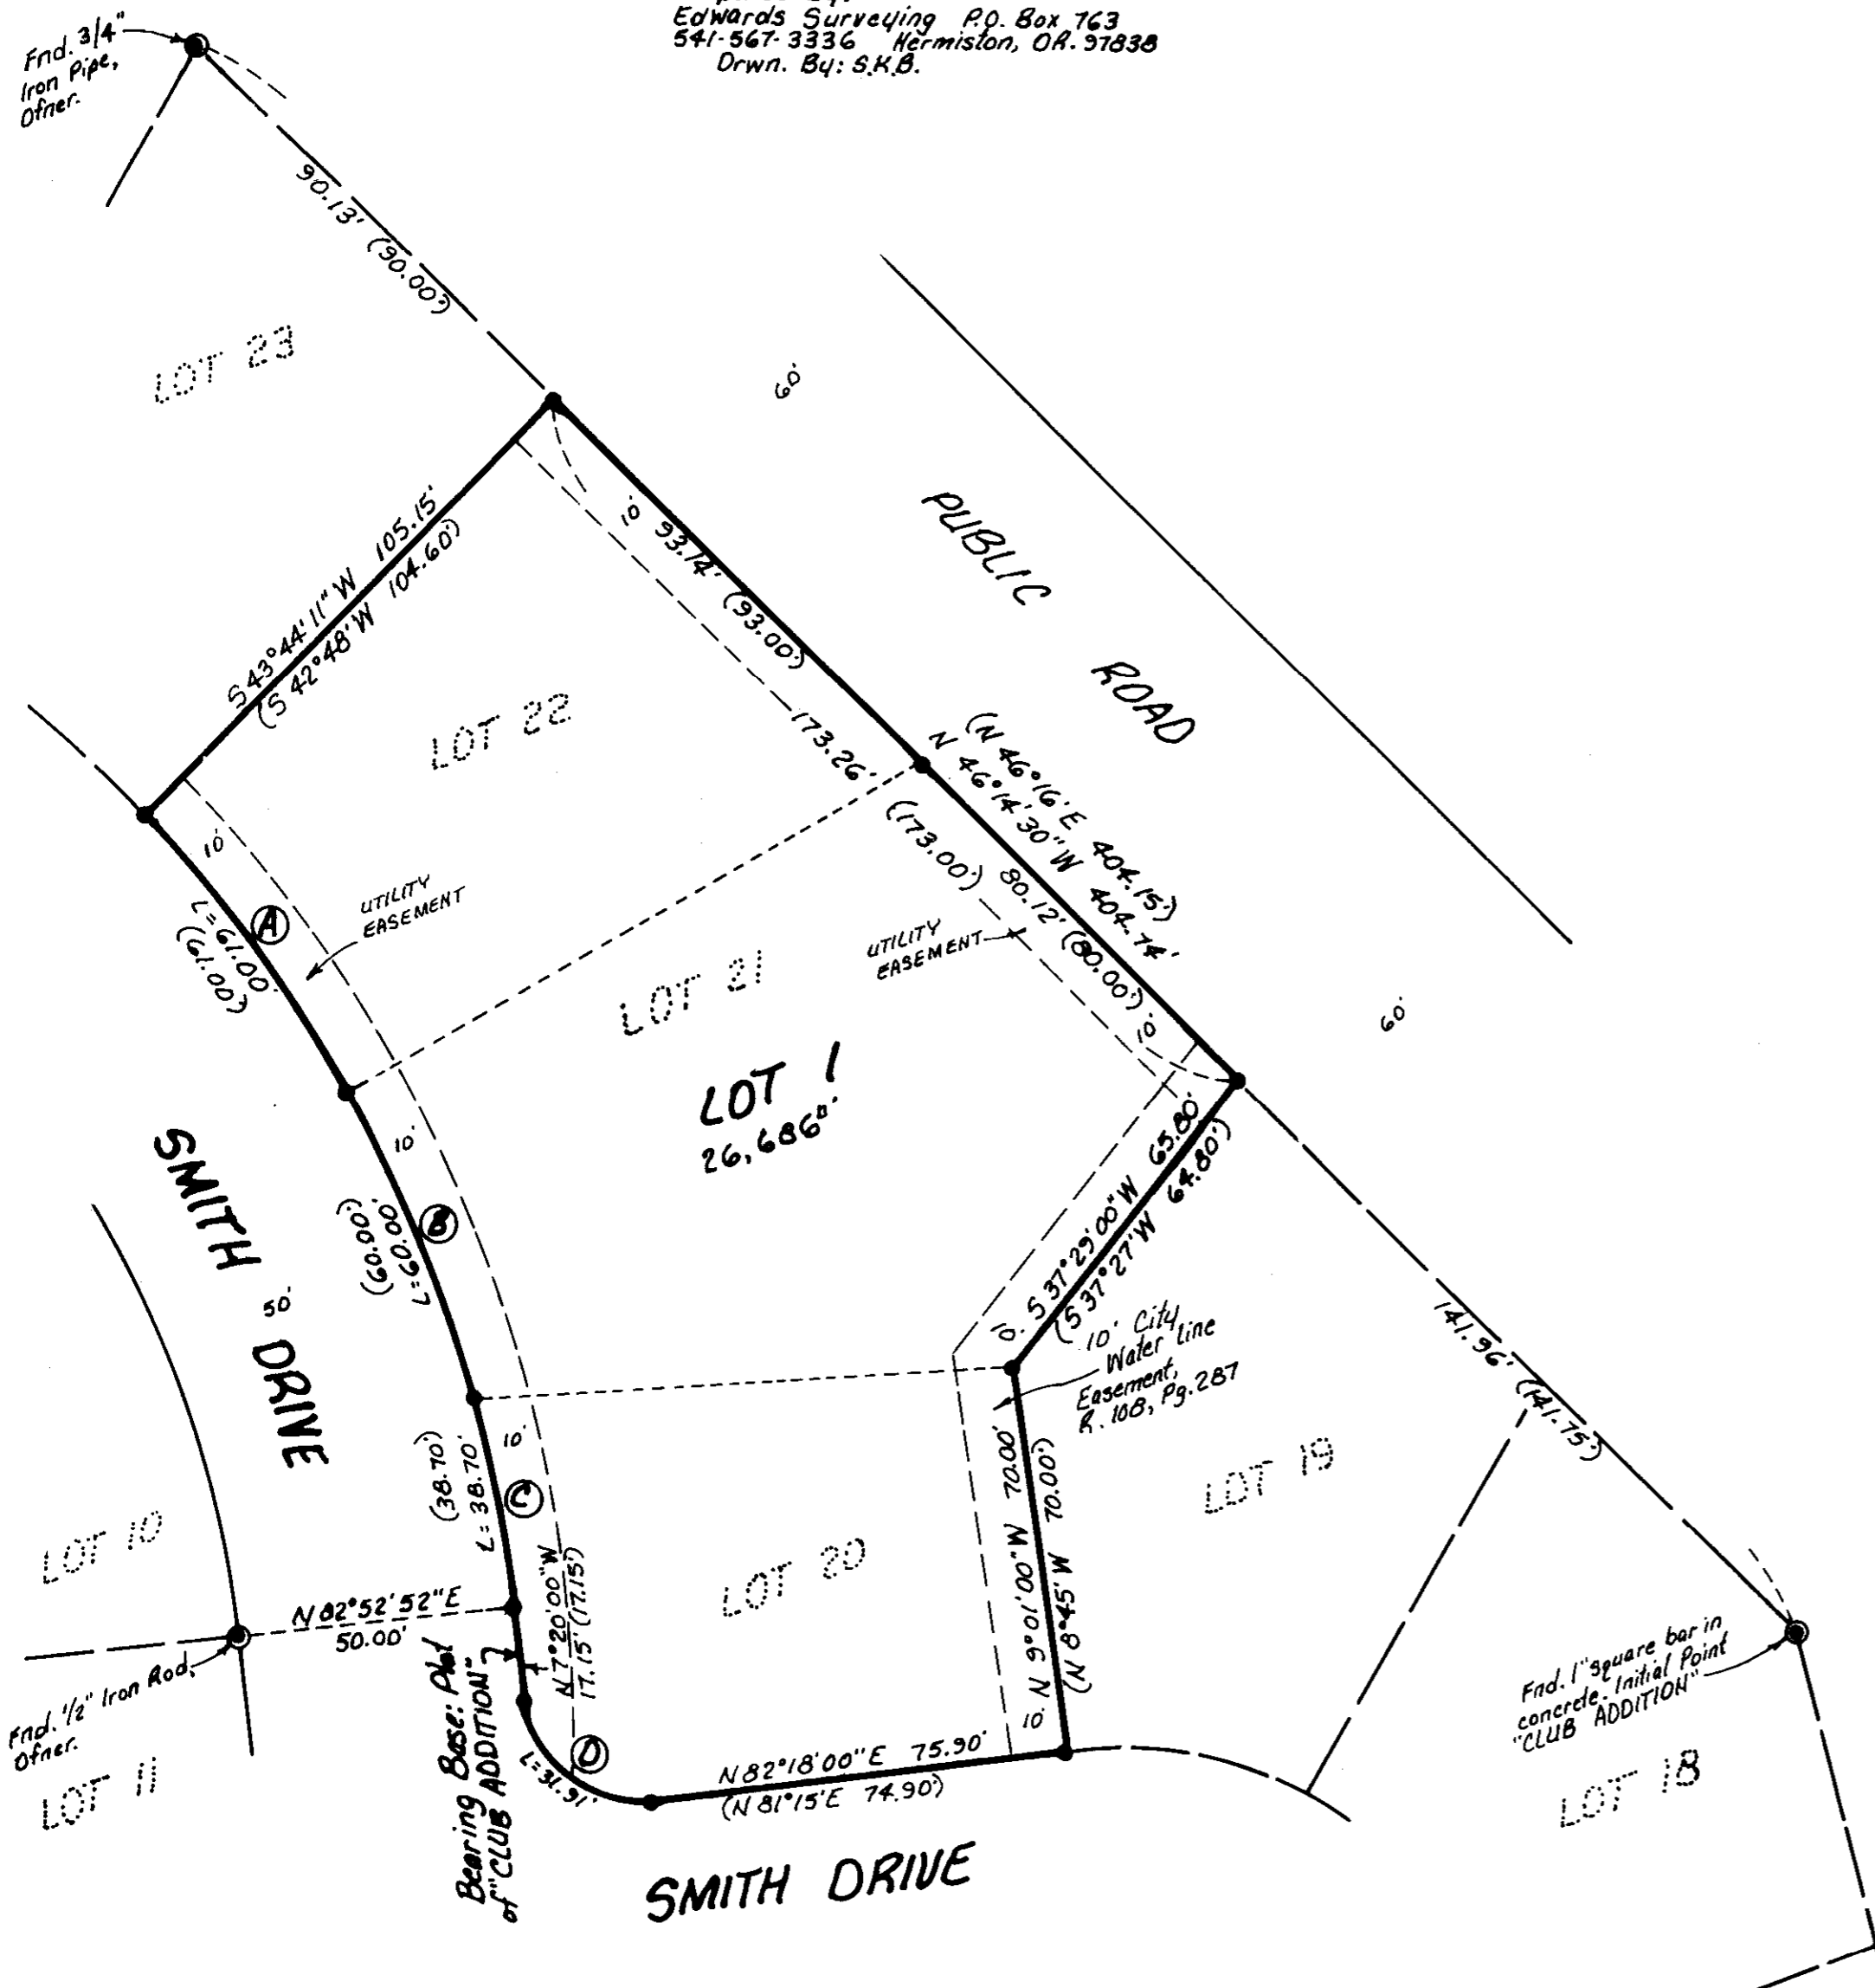 Edwards Surveying P.O. Box 763
541-567-3336 Hermiston, OR. 97838
Drwn. By: S.K.B.
Fnd. 3/4"
Iron Pipe,
Ofner.
90.13' (90.00')
LOT 23
60'
PUBLIC
ROAD
10'
93.14' (93.00')
S 43°44'11" W 105.15'
(S 42°48' W 104.60')
LOT 22
173.26'
(173.00')
(N 46°16' E 404.15')
N 46°14'30" W 404.74'
80.12' (80.00')
10'
L=61.00'
(61.00')
A
UTILITY
EASEMENT
UTILITY
EASEMENT
LOT 21
10'
60'
LOT 1
26,686□'
S 37°29'00" W 65.80'
(S 37°27' W 64.80')
10'
10'
SMITH DRIVE
50'
L=60.00'
(60.00')
B
10' City
Water Line
Easement,
R. 108, Pg. 287
141.96'
(141.75')
10'
L=38.70'
(38.70')
C
LOT 10
LOT 20
N 9°01'00" W 70.00'
(N 8°45' W 70.00')
10'
LOT 19
N 82°52'52" E
50.00'
N 7°20'00" W
17.15' (17.15')
Fnd. 1/2" Iron Rod,
Ofner.
LOT 11
Bearing Base: Plat
of "CLUB ADDITION"
L=31.91'
D
N 82°18'00" E 75.90'
(N 81°15' E 74.90')
Fnd. 1" square bar in
concrete- Initial Point
"CLUB ADDITION"
LOT 18
SMITH DRIVE